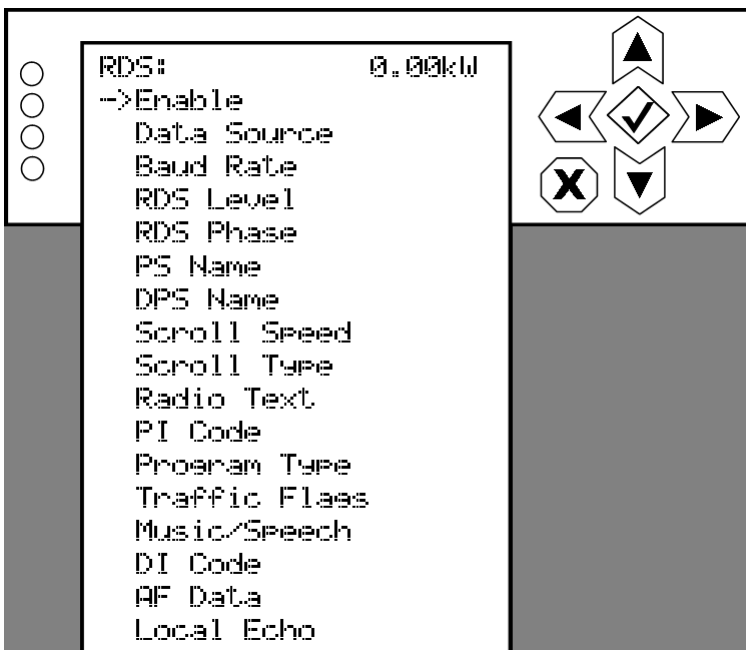 RDS: 0.00kW
->Enable
Data Source
Baud Rate
RDS Level
RDS Phase
PS Name
DPS Name
Scroll Speed
Scroll Type
Radio Text
PI Code
Program Type
Traffic Flags
Music/Speech
DI Code
AF Data
Local Echo
X